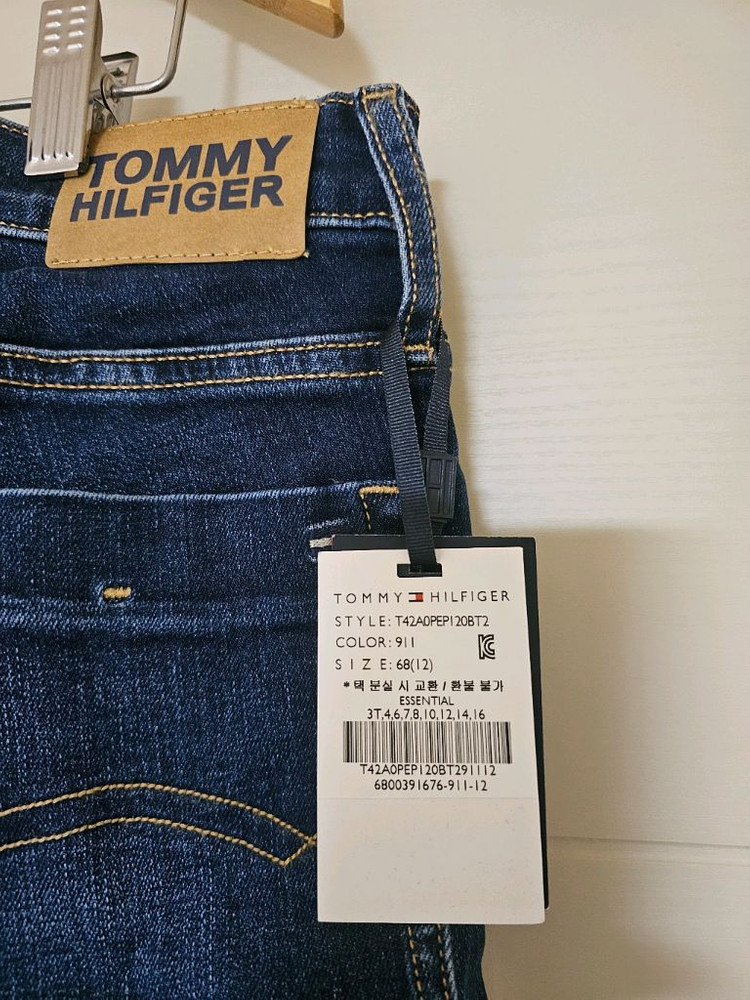 TOMMY
HILFIGER
TOMMY HILFIGER
STYLE: T42A0PEP120BT2
COLOR: 911
SIZE: 68(12)
* 택 분실 시 교환 / 환불 불가
ESSENTIAL
3T,4,6,7,8,10,12,14,16
T42A0PEP120BT291112
6800391676-911-12